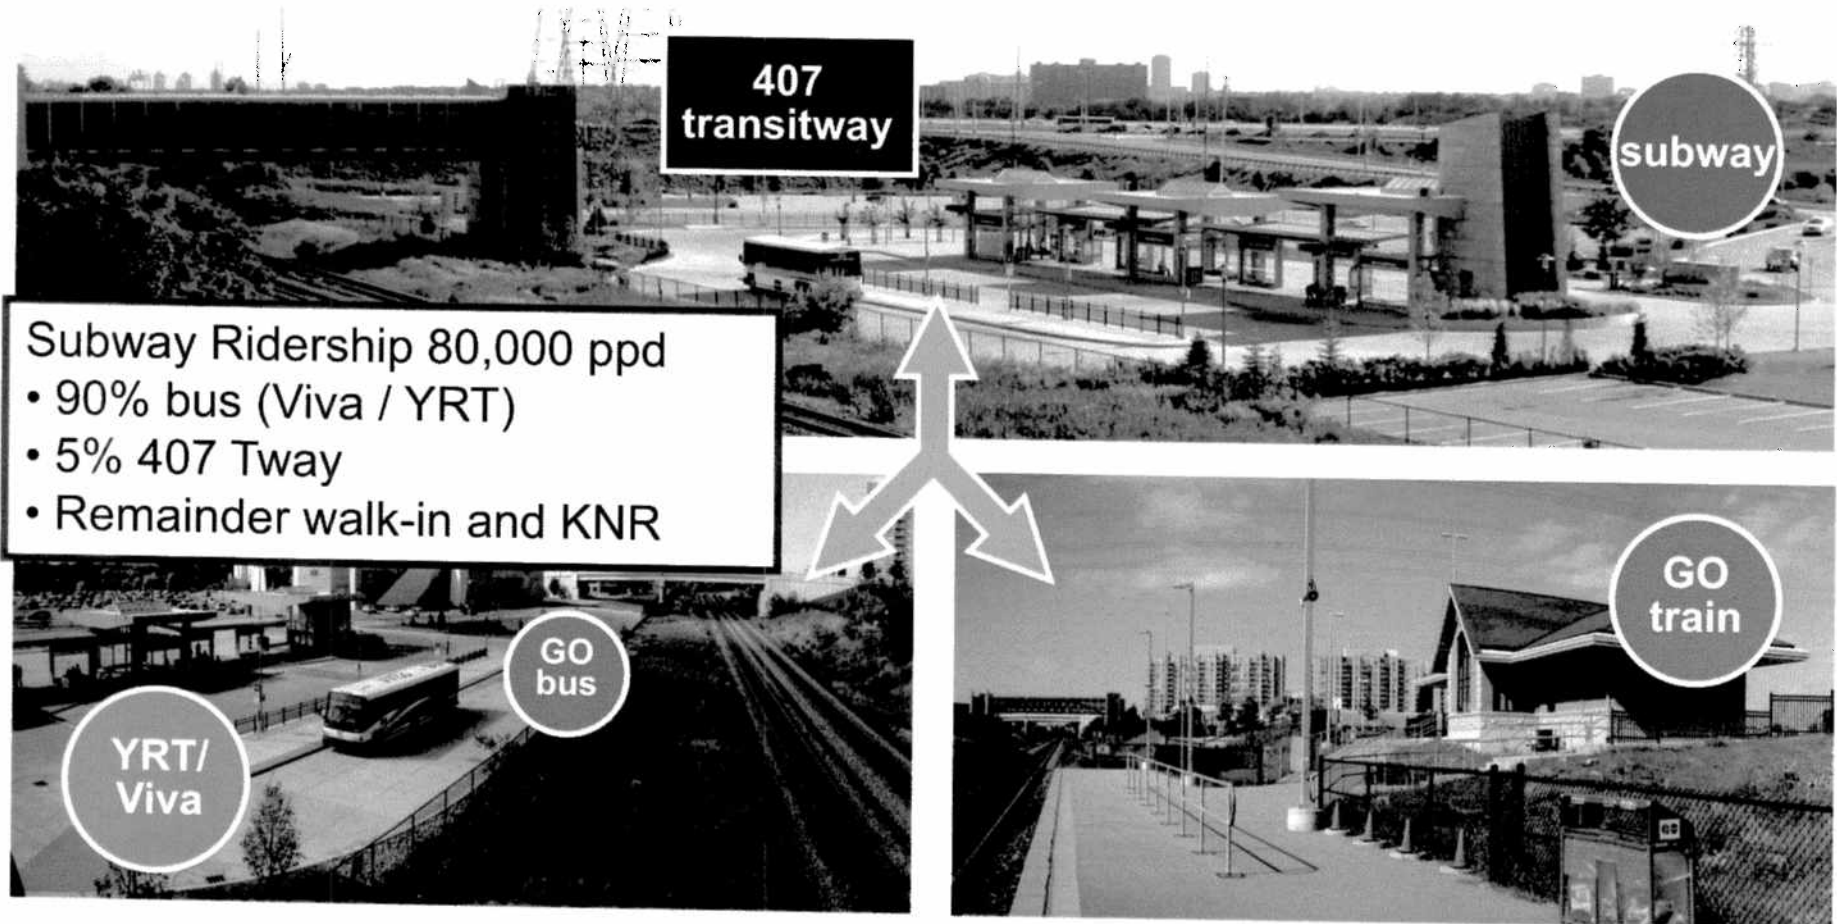 407
transitway
subway
Subway Ridership 80,000 ppd
• 90% bus (Viva / YRT)
• 5% 407 Tway
• Remainder walk-in and KNR
GO
bus
YRT/
Viva
GO
train
GO